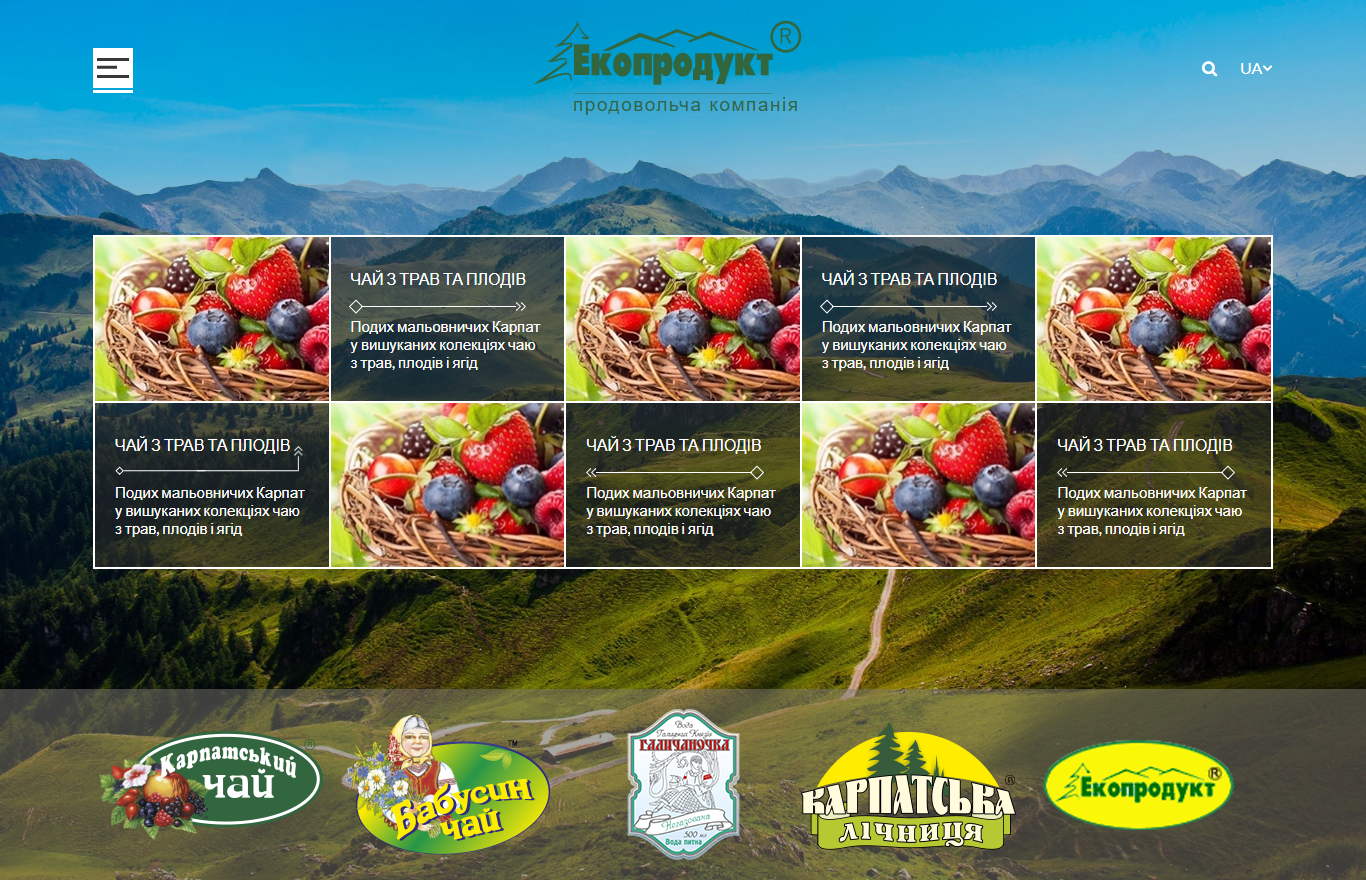 Екопродукт®
продовольча компанія
UA
ЧАЙ З ТРАВ ТА ПЛОДІВ
Подих мальовничих Карпат
у вишуканих колекціях чаю
з трав, плодів і ягід
ЧАЙ З ТРАВ ТА ПЛОДІВ
Подих мальовничих Карпат
у вишуканих колекціях чаю
з трав, плодів і ягід
ЧАЙ З ТРАВ ТА ПЛОДІВ
Подих мальовничих Карпат
у вишуканих колекціях чаю
з трав, плодів і ягід
ЧАЙ З ТРАВ ТА ПЛОДІВ
Подих мальовничих Карпат
у вишуканих колекціях чаю
з трав, плодів і ягід
ЧАЙ З ТРАВ ТА ПЛОДІВ
Подих мальовничих Карпат
у вишуканих колекціях чаю
з трав, плодів і ягід
Карпатський®
чай
Бабусин™
чай
Вода
Галицьких Князів
ГАЛИЧАНОЧКА
Негазована
500 мл
Вода питна
КАРПАТСЬКА®
ЛІЧНИЦЯ
Екопродукт®